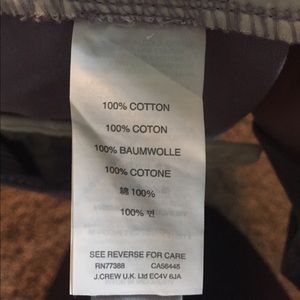 100% COTTON
100% COTON
100% BAUMWOLLE
100% COTONE
綿 100%
100% 면
SEE REVERSE FOR CARE
RN77388 CA56445
J.CREW U.K. Ltd EC4V 6JA